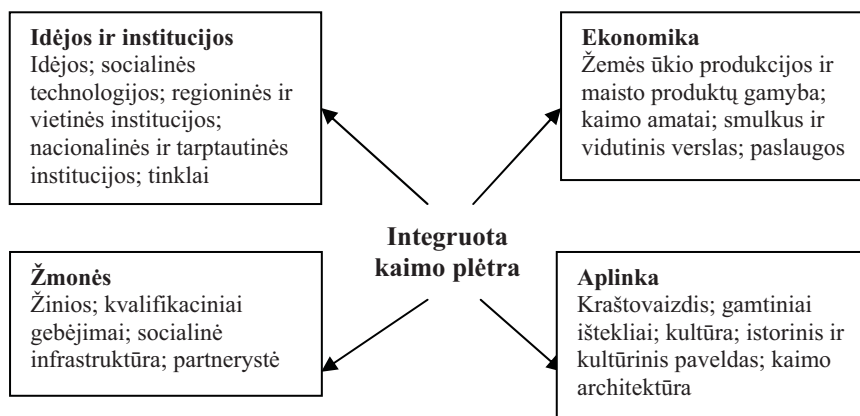 Idėjos ir institucijos
Idėjos; socialinės
technologijos; regioninės ir
vietinės institucijos;
nacionalinės ir tarptautinės
institucijos; tinklai
Ekonomika
Žemės ūkio produkcijos ir
maisto produktų gamyba;
kaimo amatai; smulkus ir
vidutinis verslas; paslaugos
Integruota
kaimo plėtra
Žmonės
Žinios; kvalifikaciniai
gebėjimai; socialinė
infrastruktūra; partnerystė
Aplinka
Kraštovaizdis; gamtiniai
ištekliai; kultūra; istorinis ir
kultūrinis paveldas; kaimo
architektūra